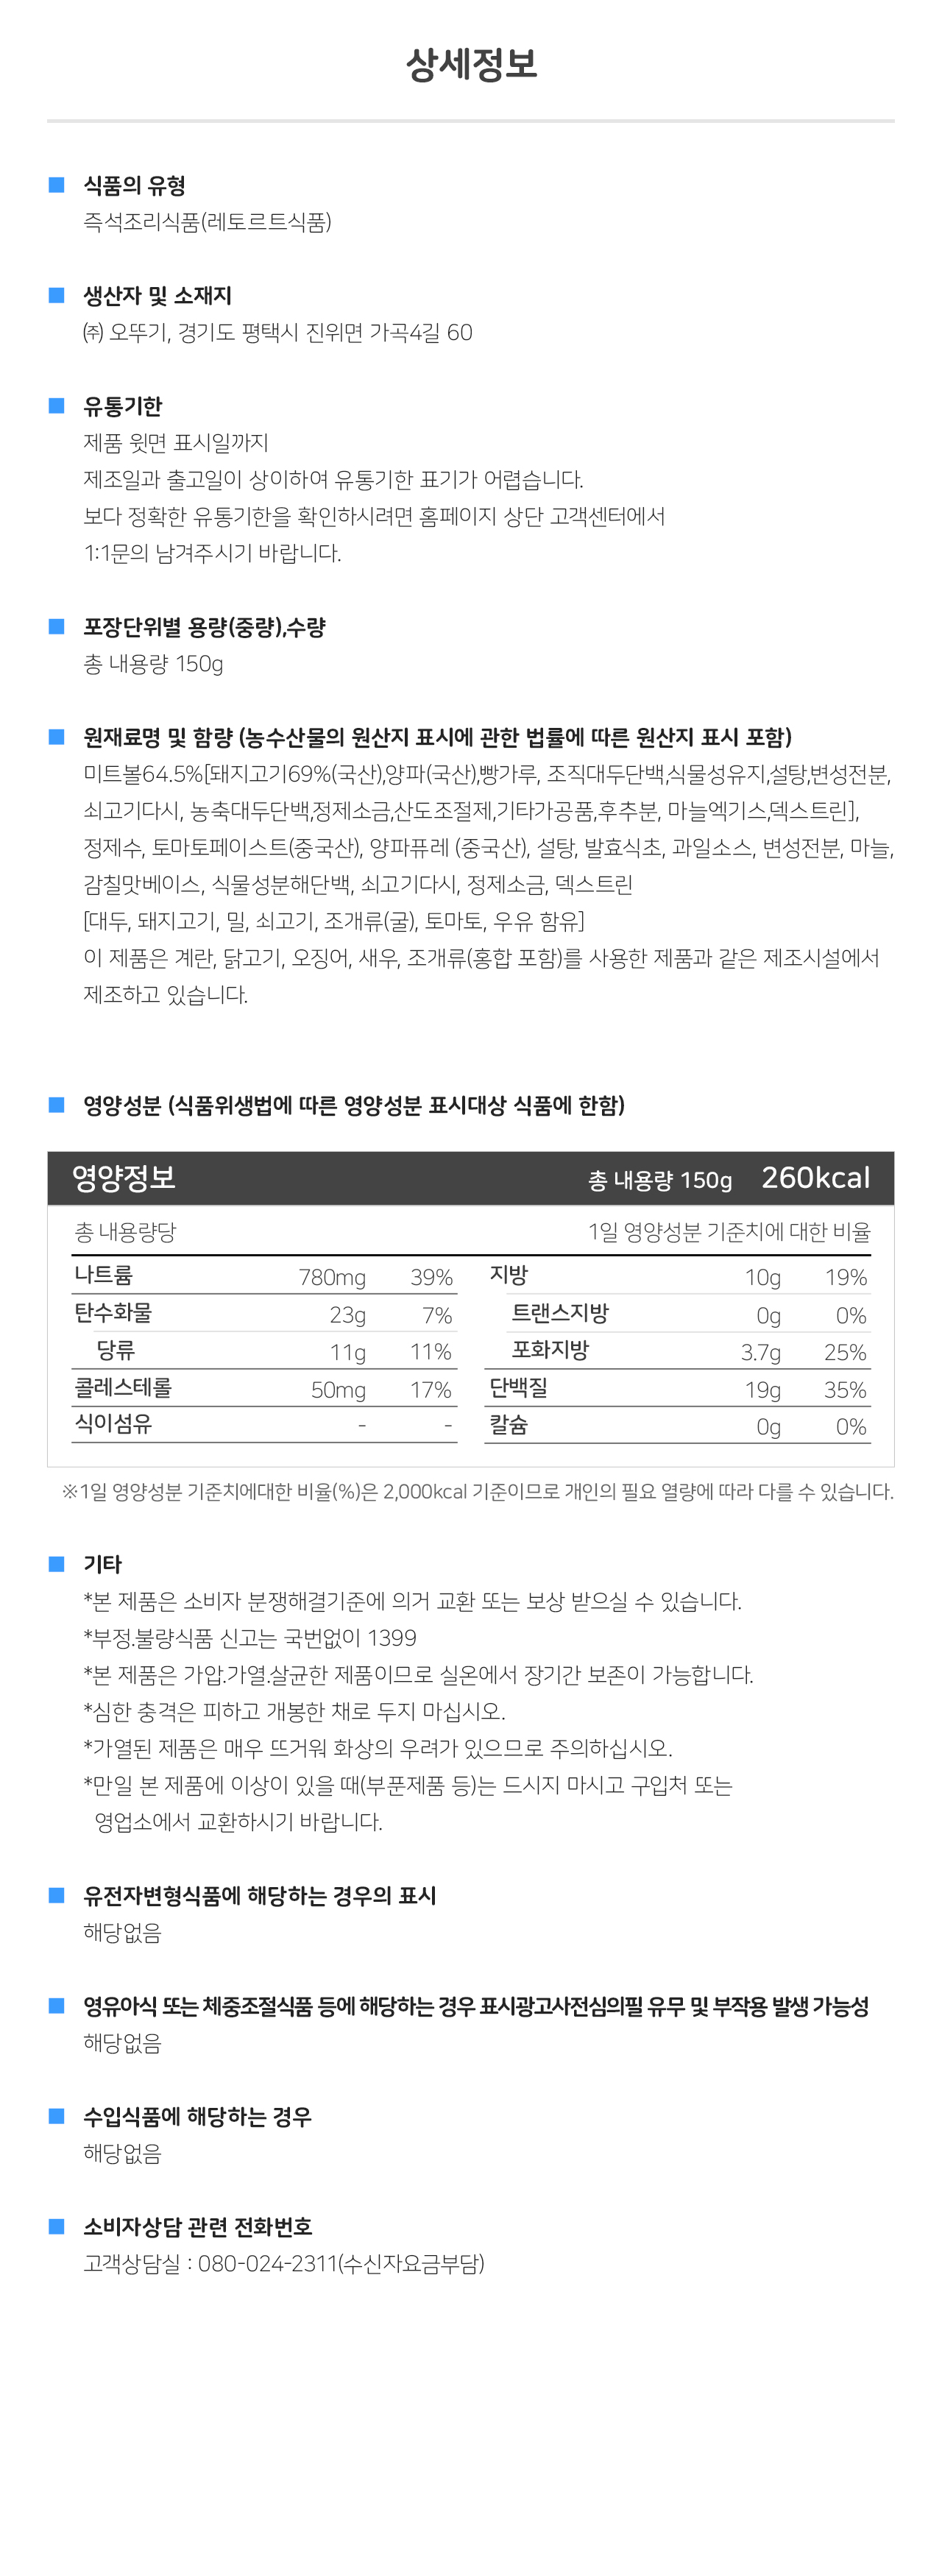 상세정보
식품의 유형
즉석조리식품(레토르트식품)
생산자 및 소재지
㈜ 오뚜기, 경기도 평택시 진위면 가곡4길 60
유통기한
제품 윗면 표시일까지
제조일과 출고일이 상이하여 유통기한 표기가 어렵습니다.
보다 정확한 유통기한을 확인하시려면 홈페이지 상단 고객센터에서
1:1문의 남겨주시기 바랍니다.
포장단위별 용량(중량),수량
총 내용량 150g
원재료명 및 함량 (농수산물의 원산지 표시에 관한 법률에 따른 원산지 표시 포함)
미트볼64.5%[돼지고기69%(국산),양파(국산),빵가루, 조직대두단백,식물성유지,설탕,변성전분,
쇠고기다시, 농축대두단백,정제소금,산도조절제,기타가공품,후추분, 마늘엑기스,덱스트린],
정제수, 토마토페이스트(중국산), 양파퓨레 (중국산), 설탕, 발효식초, 과일소스, 변성전분, 마늘,
감칠맛베이스, 식물성분해단백, 쇠고기다시, 정제소금, 덱스트린
[대두, 돼지고기, 밀, 쇠고기, 조개류(굴), 토마토, 우유 함유]
이 제품은 계란, 닭고기, 오징어, 새우, 조개류(홍합 포함)를 사용한 제품과 같은 제조시설에서
제조하고 있습니다.
영양성분 (식품위생법에 따른 영양성분 표시대상 식품에 한함)
영양정보 총 내용량 150g 260kcal
총 내용량당 1일 영양성분 기준치에 대한 비율
나트륨 780mg 39% 지방 10g 19%
탄수화물 23g 7% 트랜스지방 0g 0%
당류 11g 11% 포화지방 3.7g 25%
콜레스테롤 50mg 17% 단백질 19g 35%
식이섬유 - - 칼슘 0g 0%
※1일 영양성분 기준치에대한 비율(%)은 2,000kcal 기준이므로 개인의 필요 열량에 따라 다를 수 있습니다.
기타
*본 제품은 소비자 분쟁해결기준에 의거 교환 또는 보상 받으실 수 있습니다.
*부정.불량식품 신고는 국번없이 1399
*본 제품은 가압.가열.살균한 제품이므로 실온에서 장기간 보존이 가능합니다.
*심한 충격은 피하고 개봉한 채로 두지 마십시오.
*가열된 제품은 매우 뜨거워 화상의 우려가 있으므로 주의하십시오.
*만일 본 제품에 이상이 있을 때(부푼제품 등)는 드시지 마시고 구입처 또는
영업소에서 교환하시기 바랍니다.
유전자변형식품에 해당하는 경우의 표시
해당없음
영유아식 또는 체중조절식품 등에 해당하는 경우 표시광고사전심의필 유무 및 부작용 발생 가능성
해당없음
수입식품에 해당하는 경우
해당없음
소비자상담 관련 전화번호
고객상담실 : 080-024-2311(수신자요금부담)